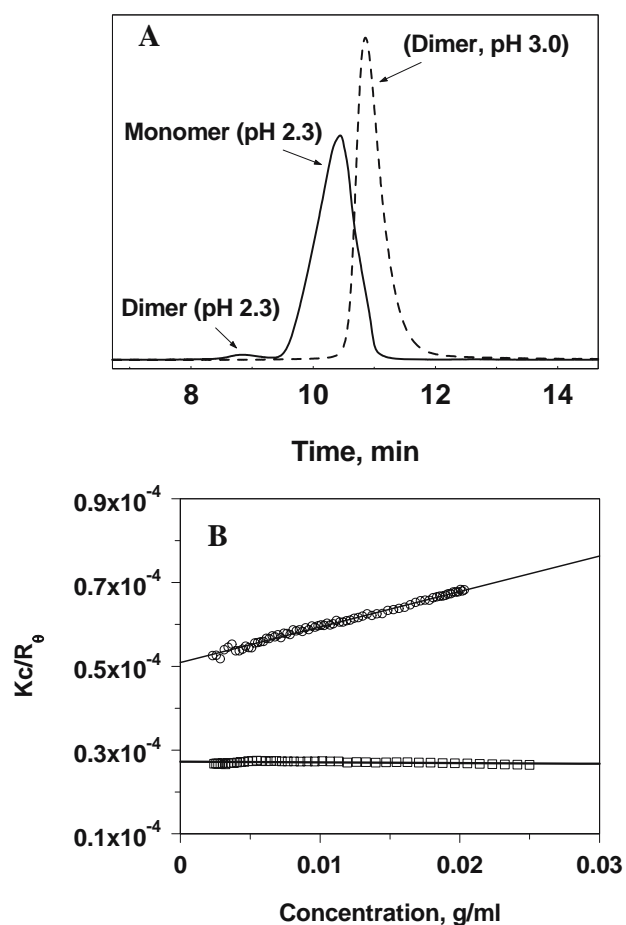 A
(Dimer, pH 3.0)
Monomer (pH 2.3)
Dimer (pH 2.3)
8 10 12 14
Time, min
B
0.9x10-4
0.7x10-4
0.5x10-4
0.3x10-4
0.1x10-4
Kc/Rθ
0 0.01 0.02 0.03
Concentration, g/ml